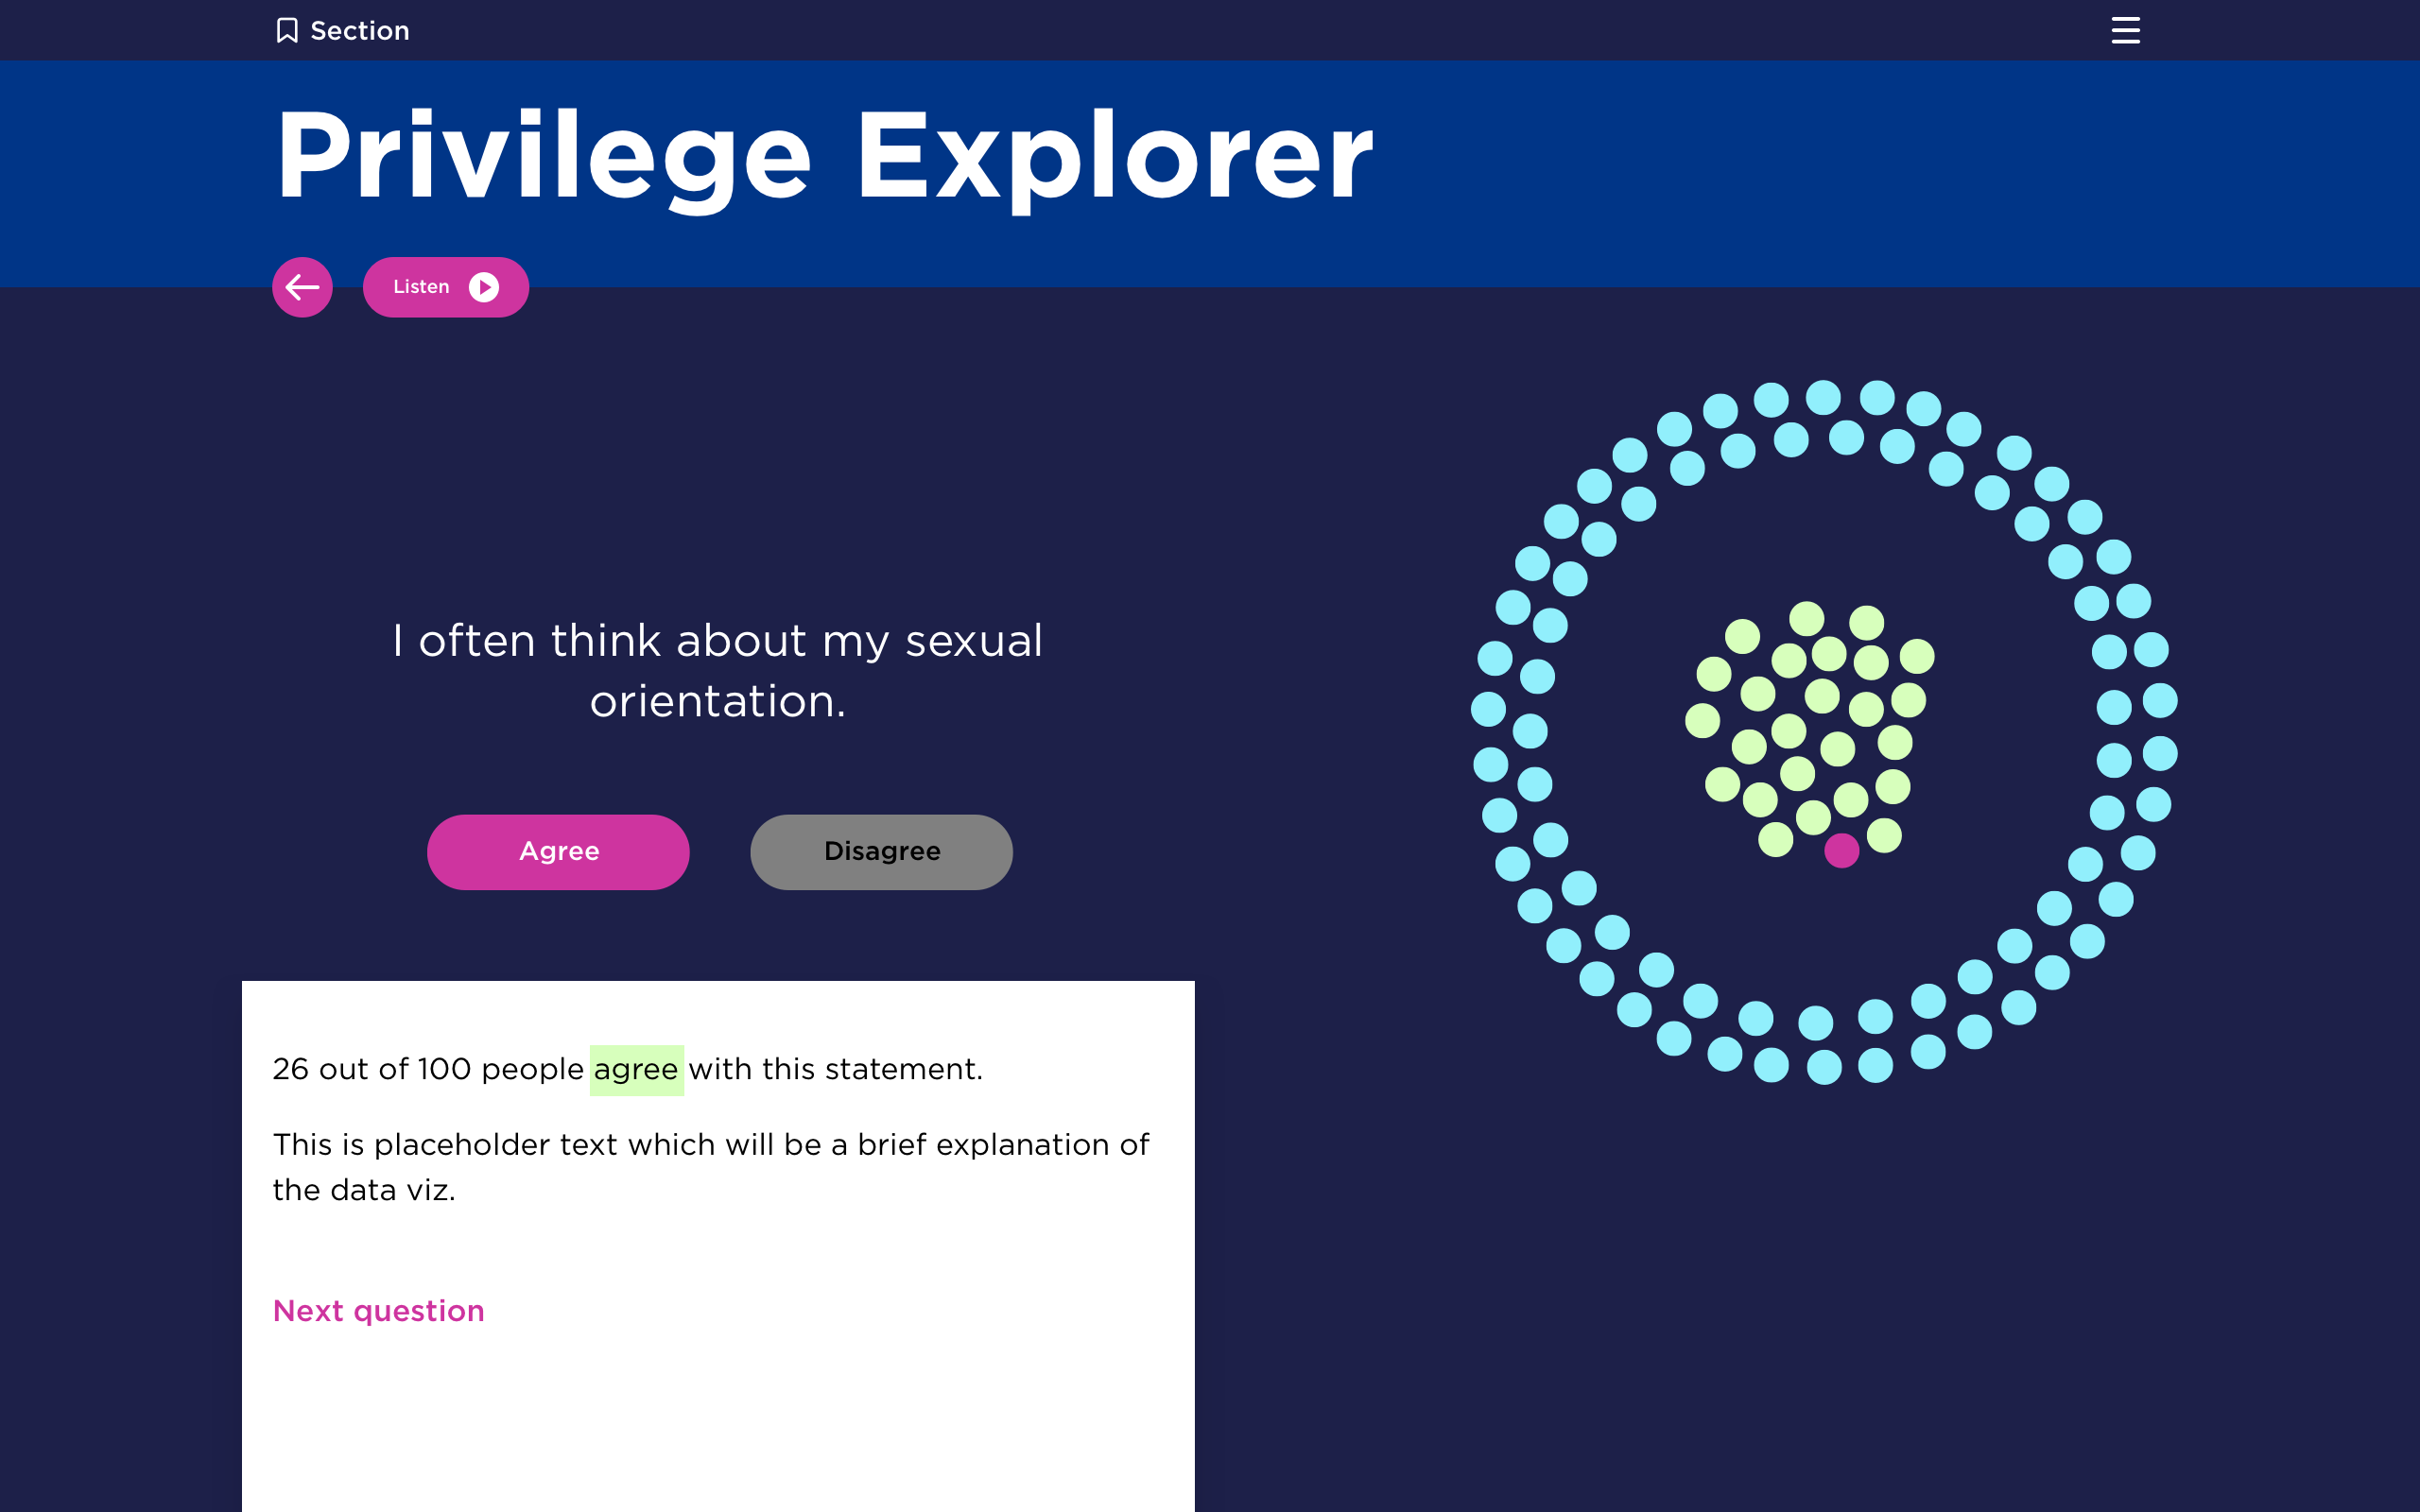 Section
Privilege Explorer
Listen
I often think about my sexual
orientation.
Agree
Disagree
26 out of 100 people agree with this statement.
This is placeholder text which will be a brief explanation of
the data viz.
Next question